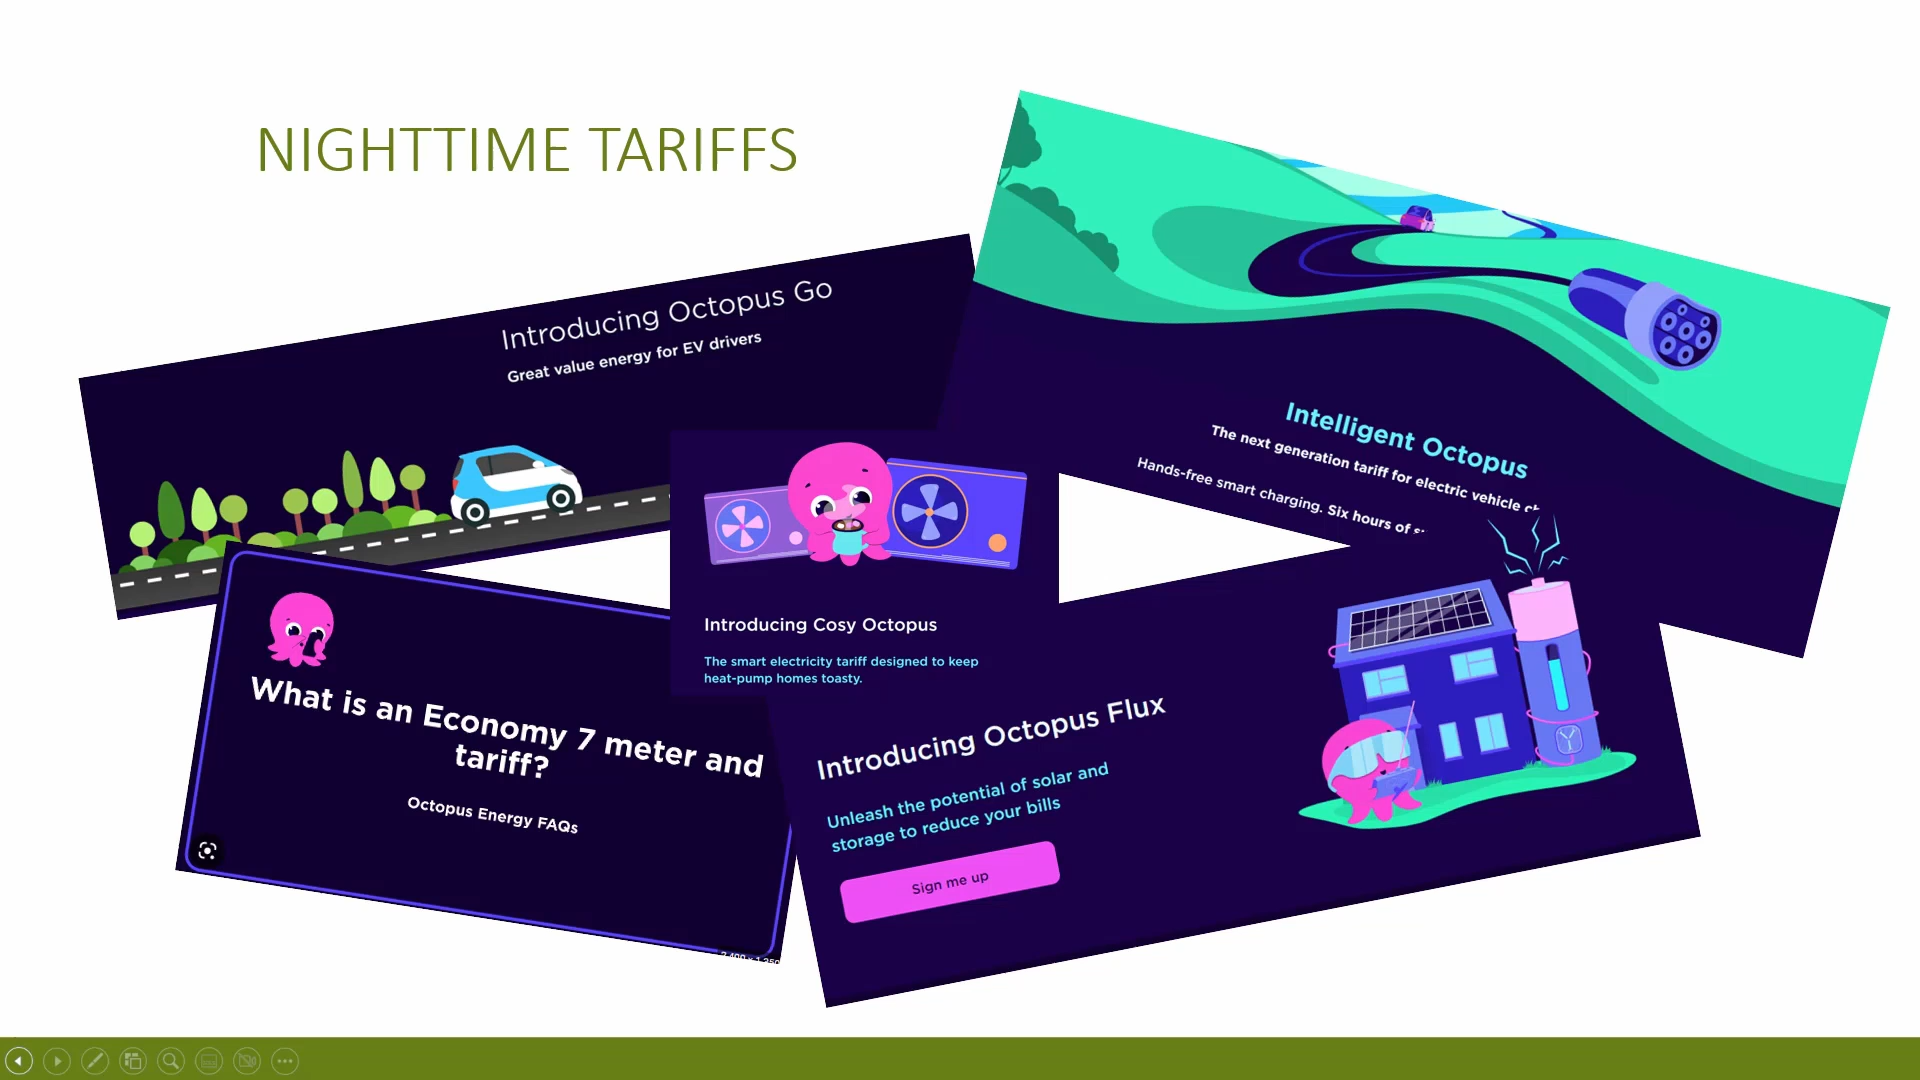 NIGHTTIME TARIFFS
Introducing Octopus Go
Great value energy for EV drivers
Intelligent Octopus
The next generation tariff for electric vehicle
Hands-free smart charging. Six hours of
Introducing Cosy Octopus
The smart electricity tariff designed to keep
heat-pump homes toasty.
What is an Economy 7 meter and
tariff?
Octopus Energy FAQs
Introducing Octopus Flux
Unleash the potential of solar and
storage to reduce your bills
Sign me up